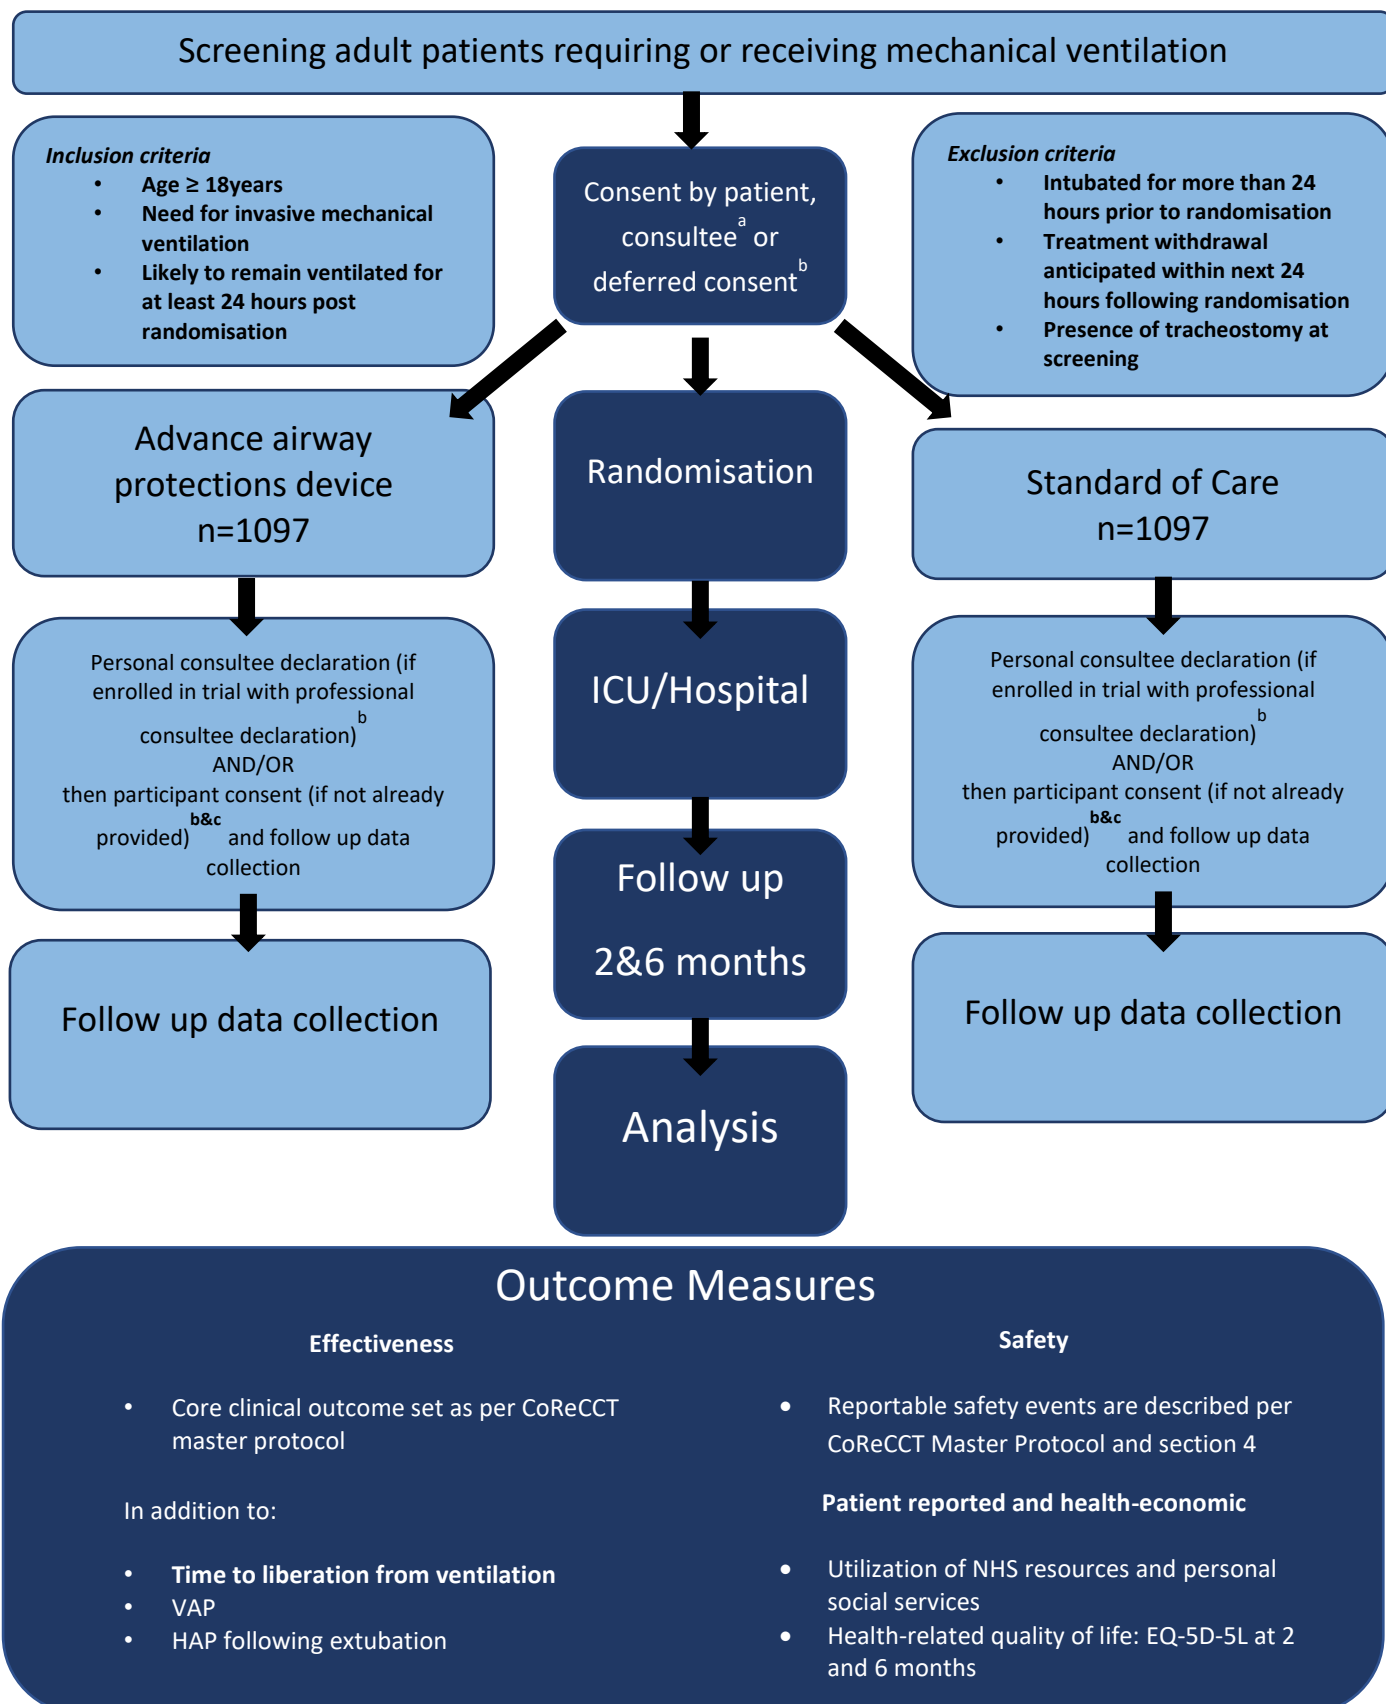 Screening adult patients requiring or receiving mechanical ventilation
Inclusion criteria
• Age ≥ 18years
• Need for invasive mechanical
ventilation
• Likely to remain ventilated for
at least 24 hours post
randomisation
Consent by patient,
consultee^a or
deferred consent^b
Exclusion criteria
• Intubated for more than 24
hours prior to randomisation
• Treatment withdrawal
anticipated within next 24
hours following randomisation
• Presence of tracheostomy at
screening
Advance airway
protections device
n=1097
Randomisation
Standard of Care
n=1097
Personal consultee declaration (if
enrolled in trial with professional
consultee declaration)^b
AND/OR
then participant consent (if not already
provided)^b&c and follow up data
collection
ICU/Hospital
Personal consultee declaration (if
enrolled in trial with professional
consultee declaration)^b
AND/OR
then participant consent (if not already
provided)^b&c and follow up data
collection
Follow up
2&6 months
Follow up data collection
Follow up data collection
Analysis
Outcome Measures
Effectiveness
• Core clinical outcome set as per CoReCCT
master protocol
In addition to:
• Time to liberation from ventilation
• VAP
• HAP following extubation
Safety
• Reportable safety events are described per
CoReCCT Master Protocol and section 4
Patient reported and health-economic
• Utilization of NHS resources and personal
social services
• Health-related quality of life: EQ-5D-5L at 2
and 6 months